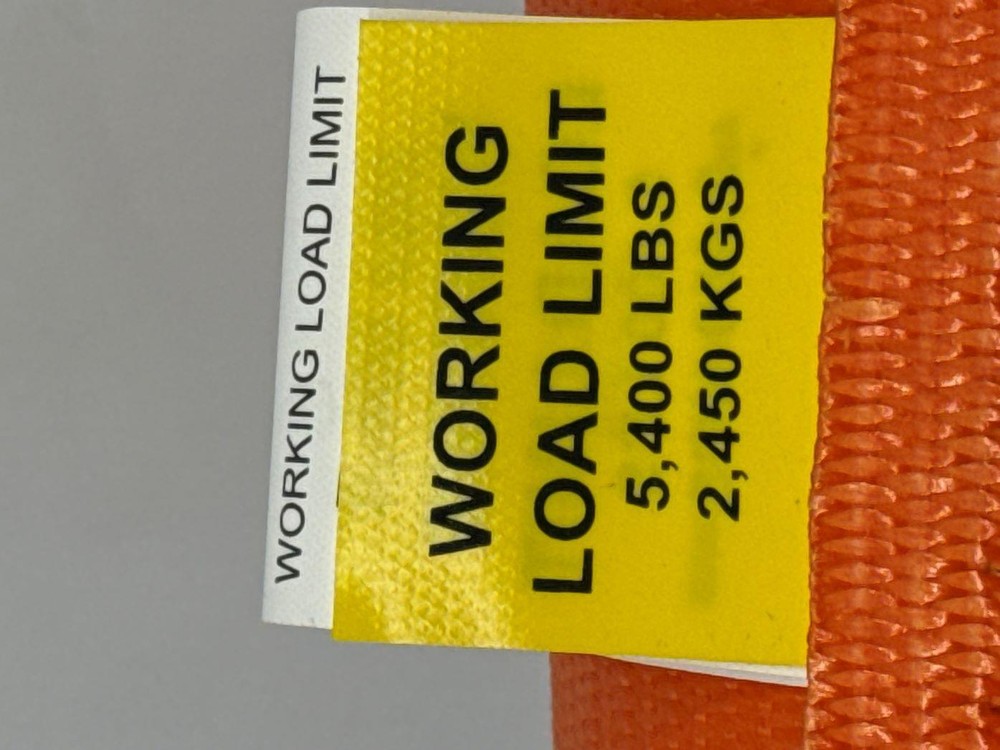 WORKING LOAD LIMIT
WORKING
LOAD LIMIT
5,400 LBS
2,450 KGS